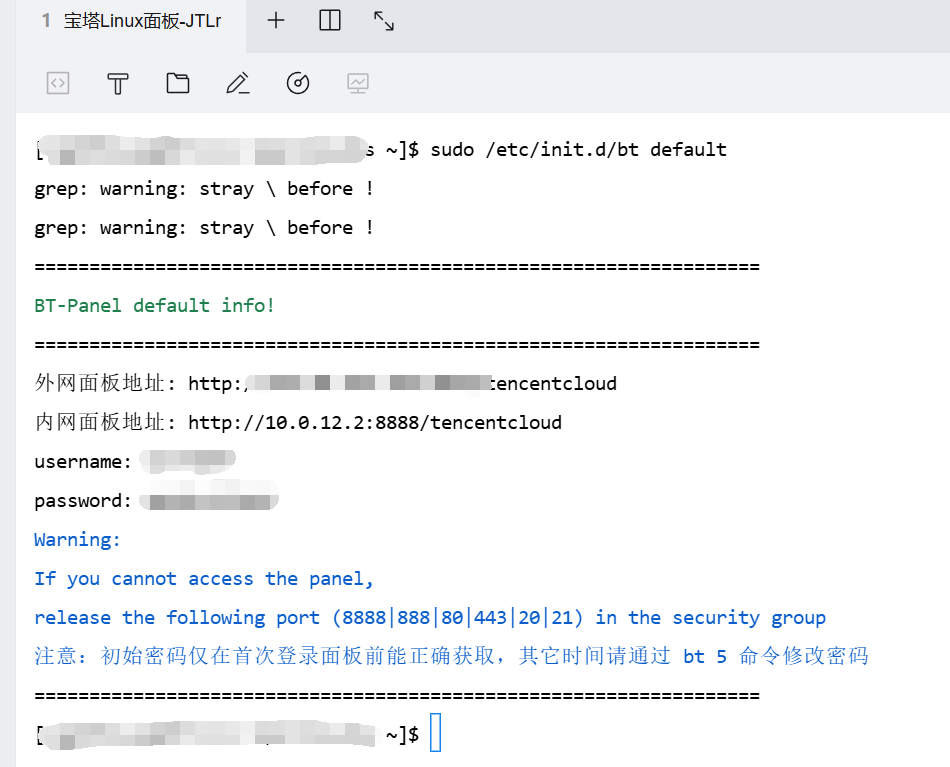 1 宝塔Linux面板-JTLr
[ s ~]$ sudo /etc/init.d/bt default
grep: warning: stray \ before !
grep: warning: stray \ before !
==================================================================
BT-Panel default info!
==================================================================
外网面板地址: http:/ tencentcloud
内网面板地址: http://10.0.12.2:8888/tencentcloud
username:
password:
Warning:
If you cannot access the panel,
release the following port (8888|888|80|443|20|21) in the security group
注意：初始密码仅在首次登录面板前能正确获取，其它时间请通过 bt 5 命令修改密码
==================================================================
[ ~]$